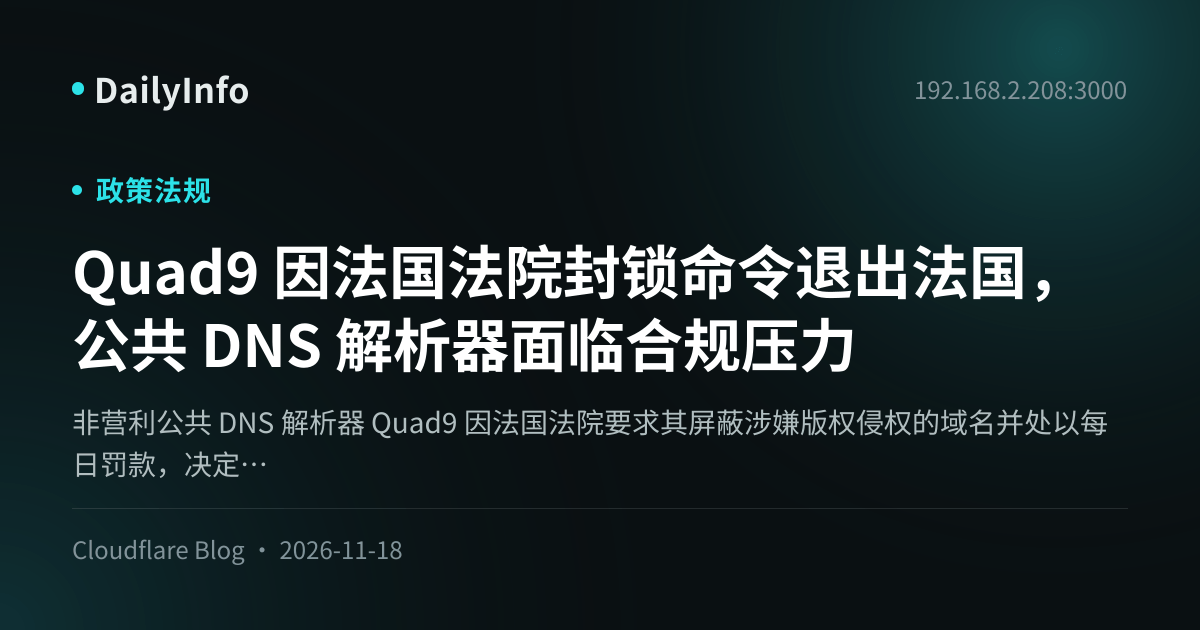 DailyInfo
192.168.2.208:3000
政策法规
Quad9 因法国法院封锁命令退出法国，
公共 DNS 解析器面临合规压力
非营利公共 DNS 解析器 Quad9 因法国法院要求其屏蔽涉嫌版权侵权的域名并处以每
日罚款，决定…
Cloudflare Blog • 2026-11-18